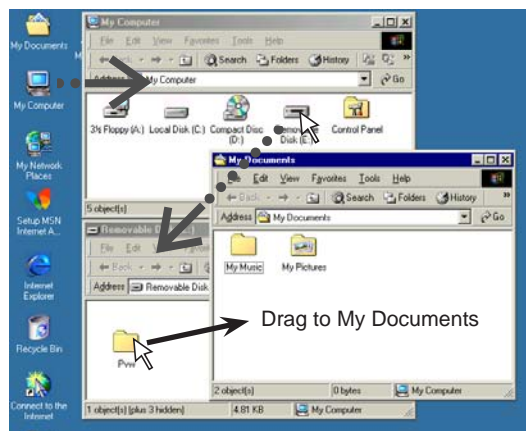 My Documents
My Computer
My Network
Places
Setup MSN
Internet A...
Internet
Explorer
Recycle Bin
Connect to the
Internet
My Computer
File Edit View Favorites Tools Help
Search Folders History
Address My Computer Go
3½ Floppy (A:) Local Disk (C:) Compact Disc
(D:)
Disk (E:)
Control Panel
5 object(s)
My Documents
Edit View Favorites Tools Help
Back Search Folders History
Address My Documents Go
My Music My Pictures
Drag to My Documents
2 object(s) 0 bytes My Computer
Removable
File Edit
Back
Address Removable Disk
1 object(s) (plus 3 hidden) 4.81 KB My Computer